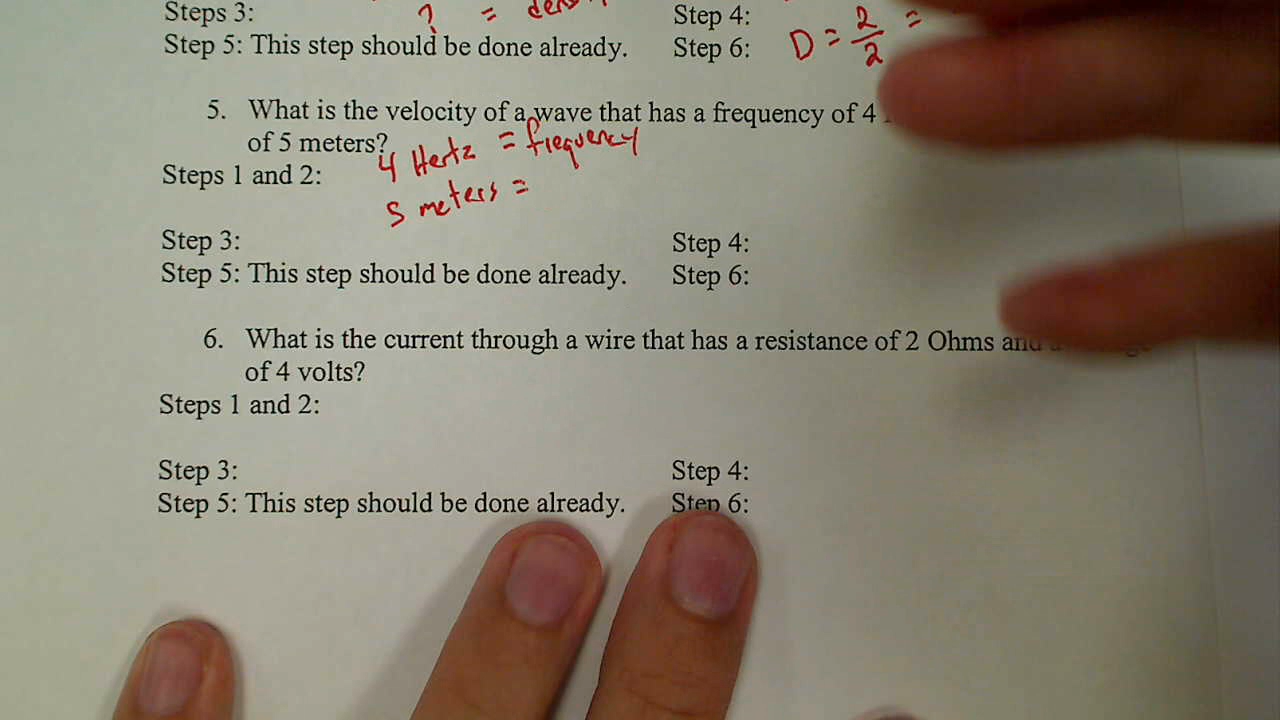 Steps 3: ? = Step 4:
Step 5: This step should be done already. Step 6: D = 2/2 =
5. What is the velocity of a wave that has a frequency of 4
of 5 meters?
4 Hertz = frequency
Steps 1 and 2:
5 meters =
Step 3: Step 4:
Step 5: This step should be done already. Step 6:
6. What is the current through a wire that has a resistance of 2 Ohms and
of 4 volts?
Steps 1 and 2:
Step 3: Step 4:
Step 5: This step should be done already. Step 6: